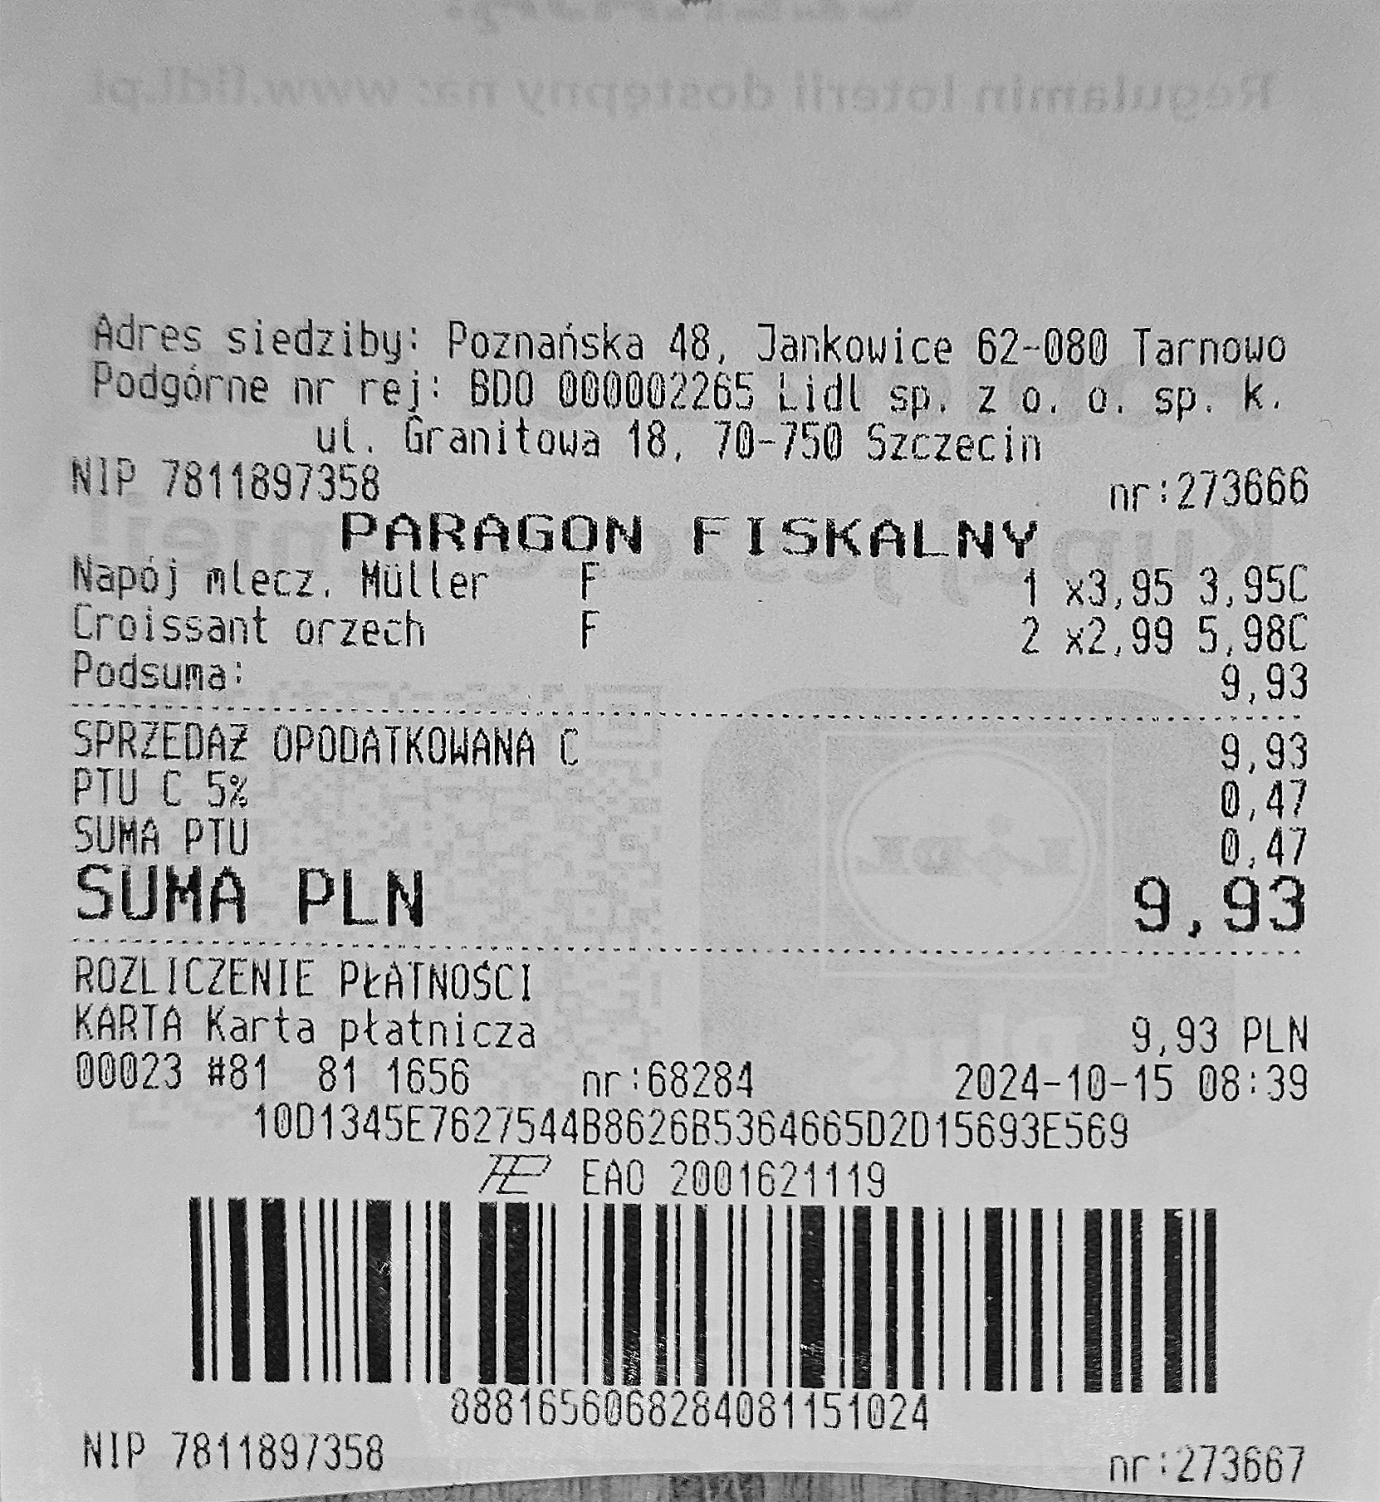 Regulamin loterii dostępny na: www.lidl.pl
Adres siedziby: Poznańska 48, Jankowice 62-080 Tarnowo
Podgórne nr rej: BDO 000002265 Lidl sp. z o. o. sp. k.
ul. Granitowa 18, 70-750 Szczecin
NIP 7811897358 nr:273666
PARAGON FISKALNY
Napój mlecz. Müller F 1 x3,95 3,95C
Croissant orzech F 2 x2,99 5,98C
Podsuma: 9,93
SPRZEDAŻ OPODATKOWANA C 9,93
PTU C 5% 0,47
SUMA PTU 0,47
SUMA PLN 9,93
ROZLICZENIE PŁATNOŚCI
KARTA Karta płatnicza 9,93 PLN
00023 #81 81 1656 nr:68284 2024-10-15 08:39
10D1345E7627544B8626B5364665D2D15693E569
EAO 2001621119
8881656068284081151024
NIP 7811897358 nr:273667